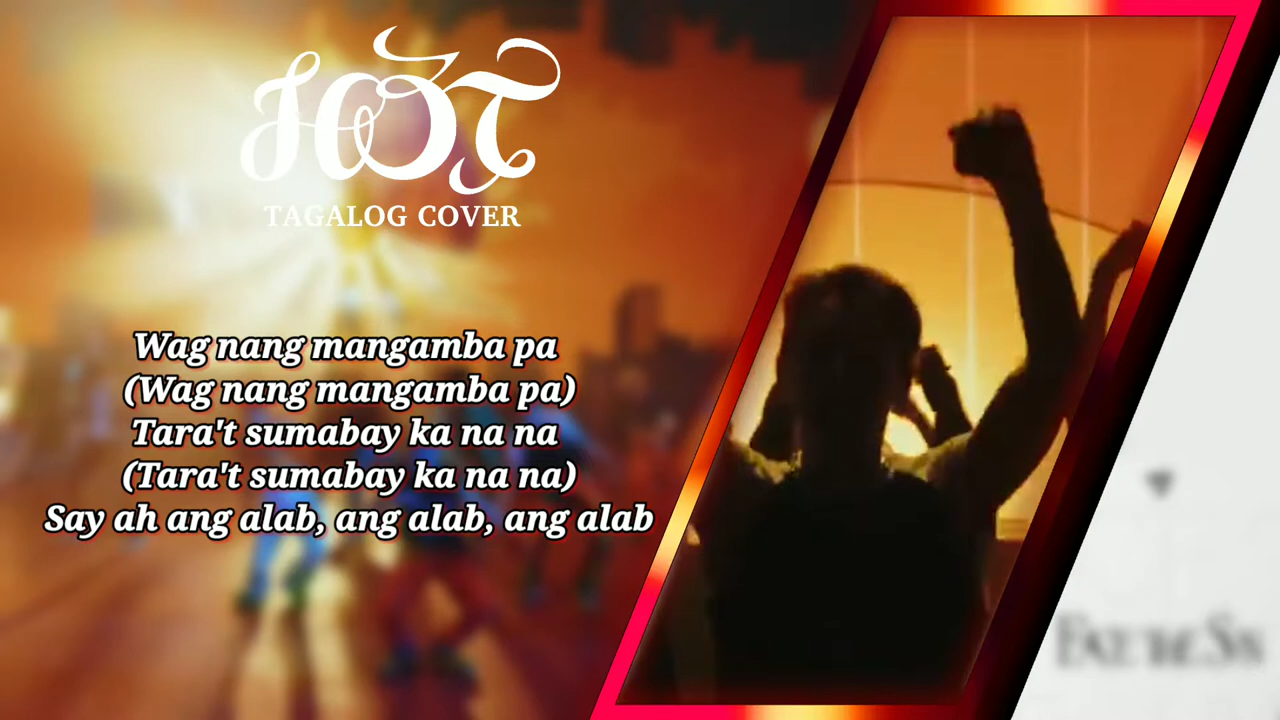 HOT
TAGALOG COVER
Wag nang mangamba pa
(Wag nang mangamba pa)
Tara't sumabay ka na na
(Tara't sumabay ka na na)
Say ah ang alab, ang alab, ang alab